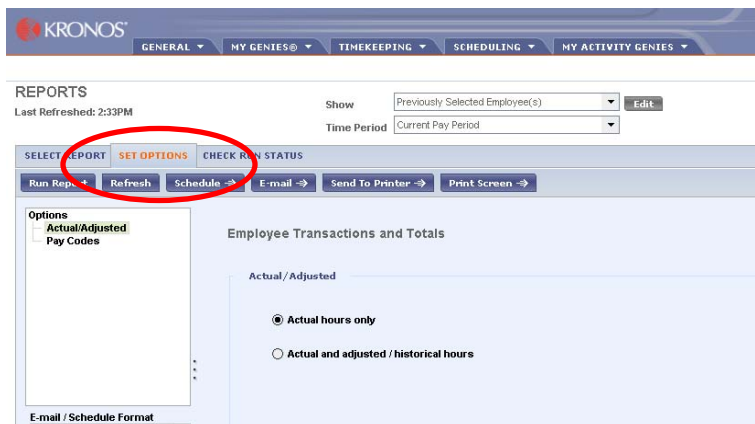 KRONOS®
GENERAL MY GENIES® TIMEKEEPING SCHEDULING MY ACTIVITY GENIES
REPORTS
Last Refreshed: 2:33PM
Show Previously Selected Employee(s) Edit
Time Period Current Pay Period
SELECT REPORT SET OPTIONS CHECK RUN STATUS
Run Report Refresh Schedule E-mail Send To Printer Print Screen
Options
Actual/Adjusted
Pay Codes
Employee Transactions and Totals
Actual/Adjusted
Actual hours only
Actual and adjusted / historical hours
E-mail / Schedule Format